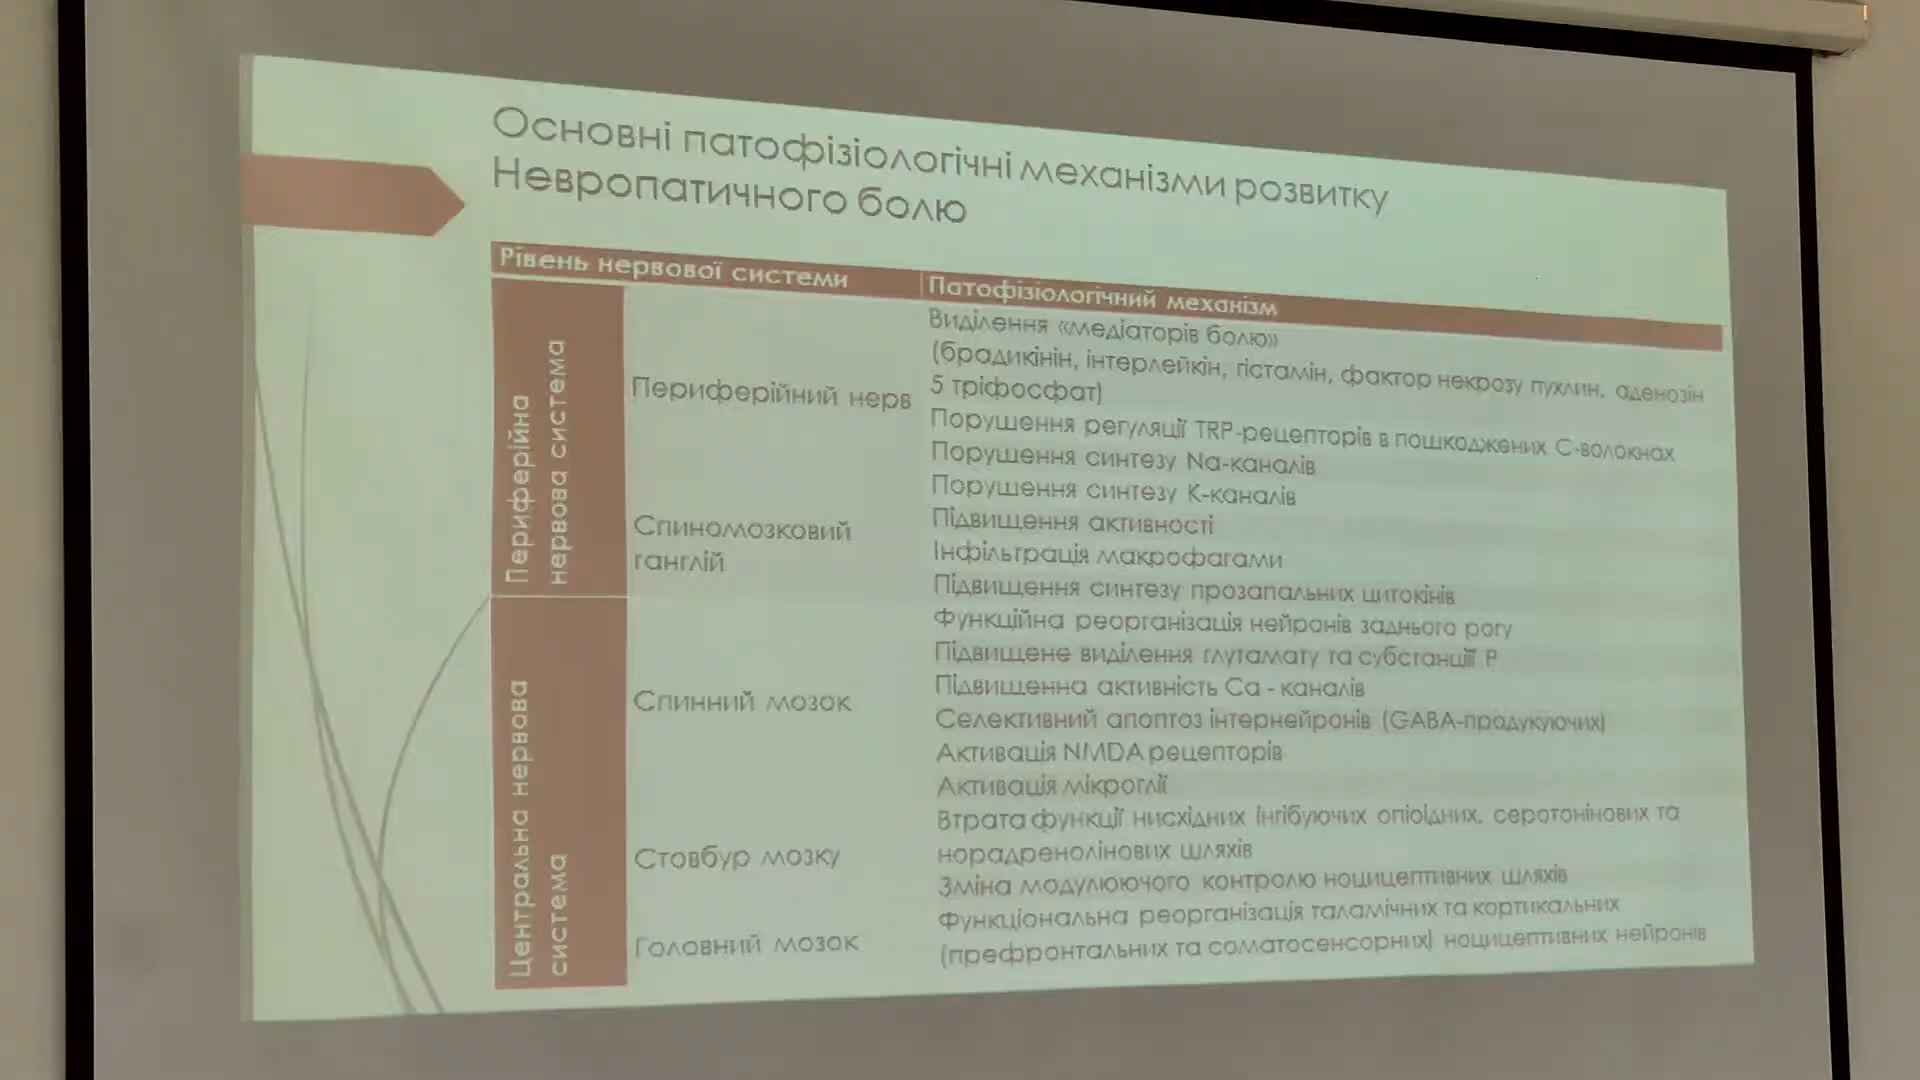 Основні патофізіологічні механізми розвитку
Невропатичного болю
Рівень нервової системи
Патофізіологічний механізм
Периферійна
нервова система
Периферійний нерв
Виділення «медіаторів болю»
(брадикінін, інтерлейкін, гістамін, фактор некрозу пухлин, аденозін
5 тріфосфат)
Порушення регуляції TRP-рецепторів в пошкоджених С-волокнах
Порушення синтезу Na-каналів
Порушення синтезу К-каналів
Спиномозковий
ганглій
Підвищення активності
Інфільтрація макрофагами
Підвищення синтезу прозапальних цитокінів
Центральна нервова
система
Спинний мозок
Функційна реорганізація нейронів заднього рогу
Підвищене виділення глутамату та субстанції Р
Підвищенна активність Са - каналів
Селективний апоптоз інтернейронів (GABA-продукуючих)
Активація NMDA рецепторів
Активація мікроглії
Стовбур мозку
Втрата функції нисхідних інгібуючих опіоїдних, серотонінових та
норадренолінових шляхів
Зміна модулюючого контролю ноцицептивних шляхів
Головний мозок
Функціональна реорганізація таламічних та кортикальних
(префронтальних та соматосенсорних) ноцицептивних нейронів